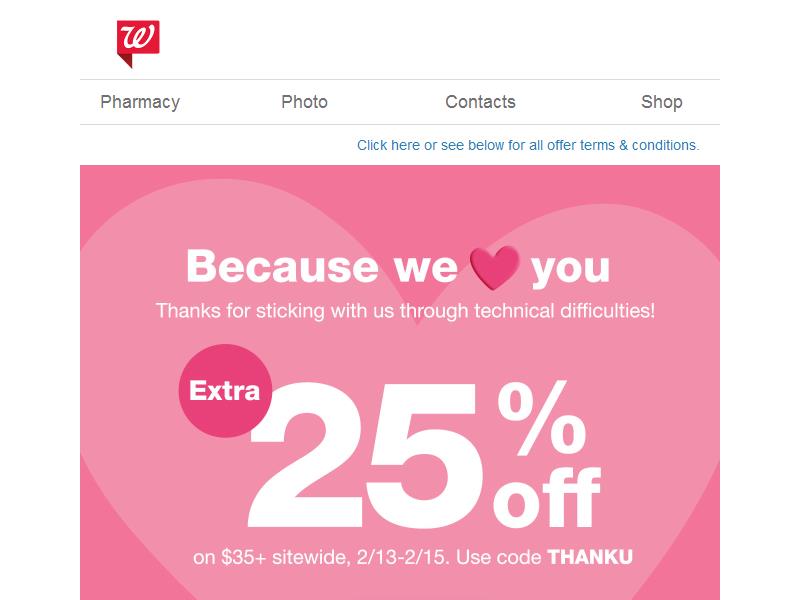 W
Pharmacy Photo Contacts Shop
Click here or see below for all offer terms & conditions.
Because we you
Thanks for sticking with us through technical difficulties!
Extra
25% off
on $35+ sitewide, 2/13-2/15. Use code THANKU